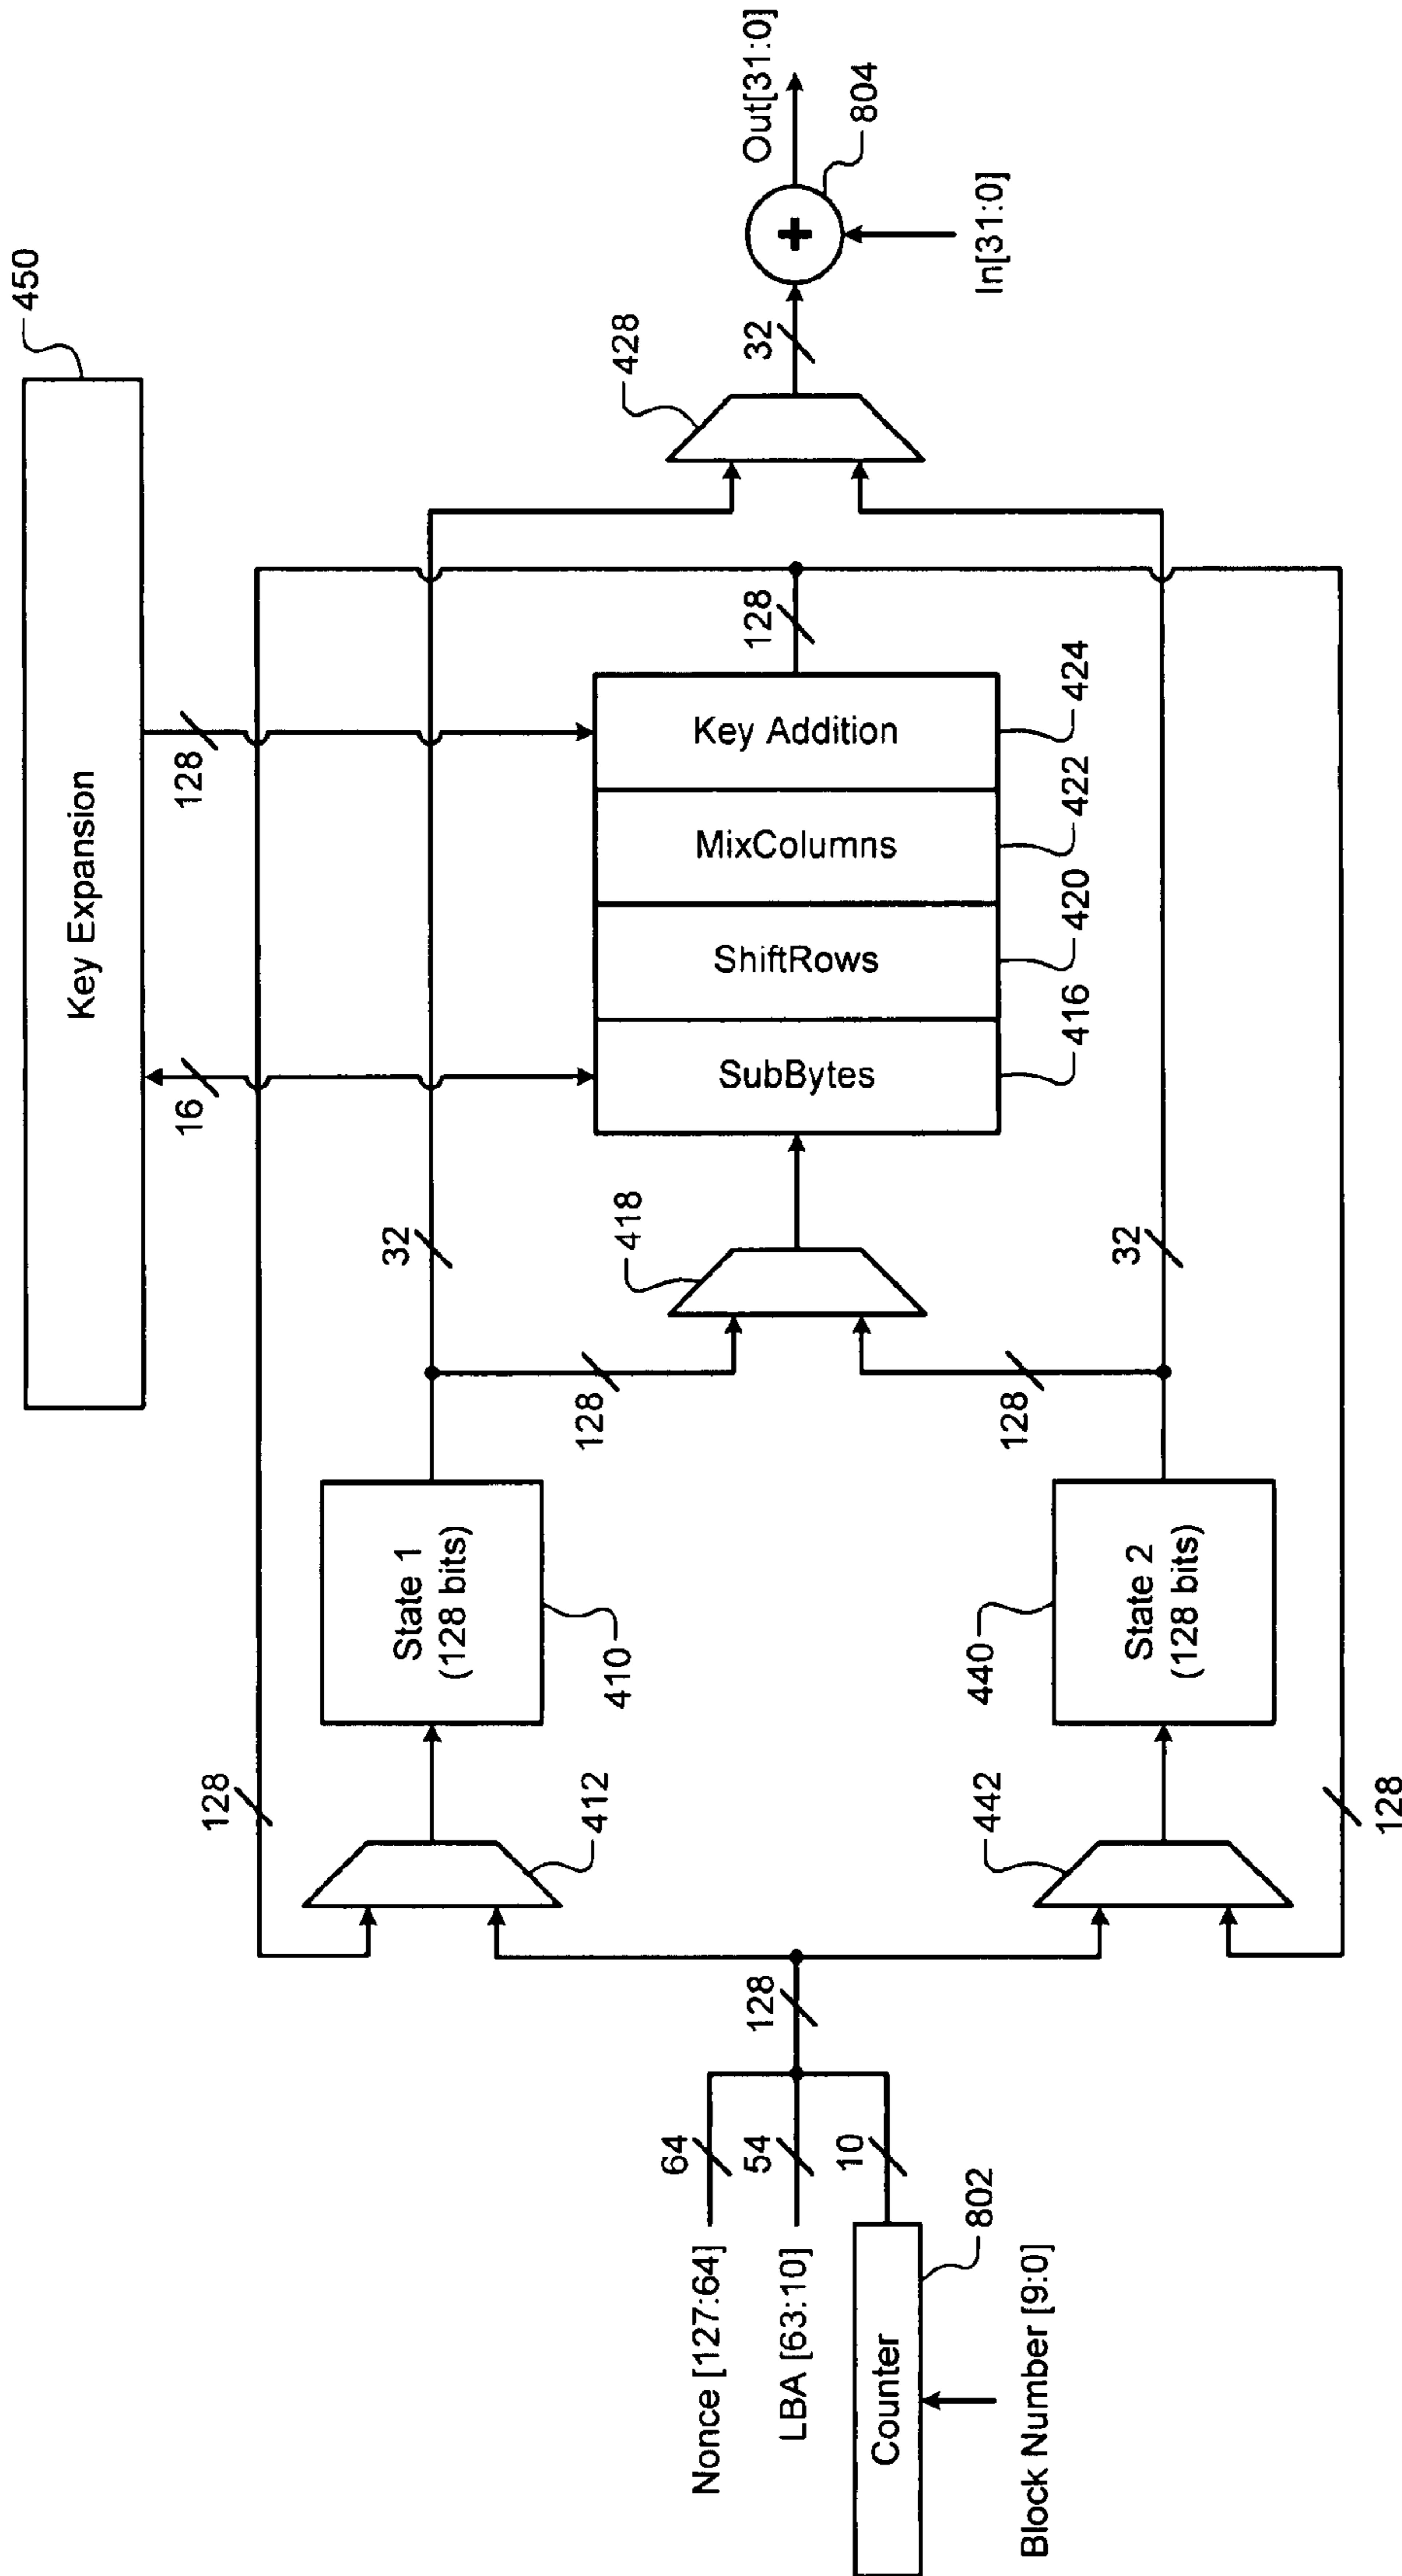 Key Expansion
450
128
16
128
32
State 1
(128 bits)
410
412
128
418
SubBytes
ShiftRows
MixColumns
Key Addition
416
420
422
424
128
428
32
Out[31:0]
+
804
In[31:0]
Nonce [127:64]
64
LBA [63:10]
54
10
128
Counter
802
Block Number [9:0]
442
State 2
(128 bits)
440
128
32
128